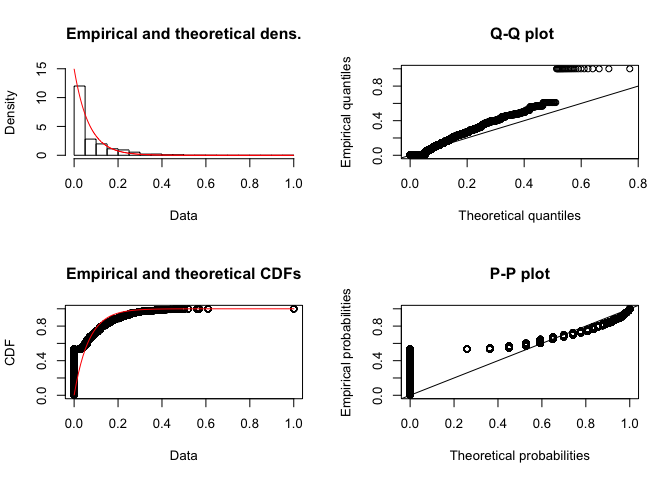 Empirical and theoretical dens.
Density
0 5 10 15
0.0 0.2 0.4 0.6 0.8 1.0
Data
Q-Q plot
Empirical quantiles
0.0 0.4 0.8
0.0 0.2 0.4 0.6 0.8
Theoretical quantiles
Empirical and theoretical CDFs
CDF
0.0 0.4 0.8
0.0 0.2 0.4 0.6 0.8 1.0
Data
P-P plot
Empirical probabilities
0.0 0.4 0.8
0.0 0.2 0.4 0.6 0.8 1.0
Theoretical probabilities